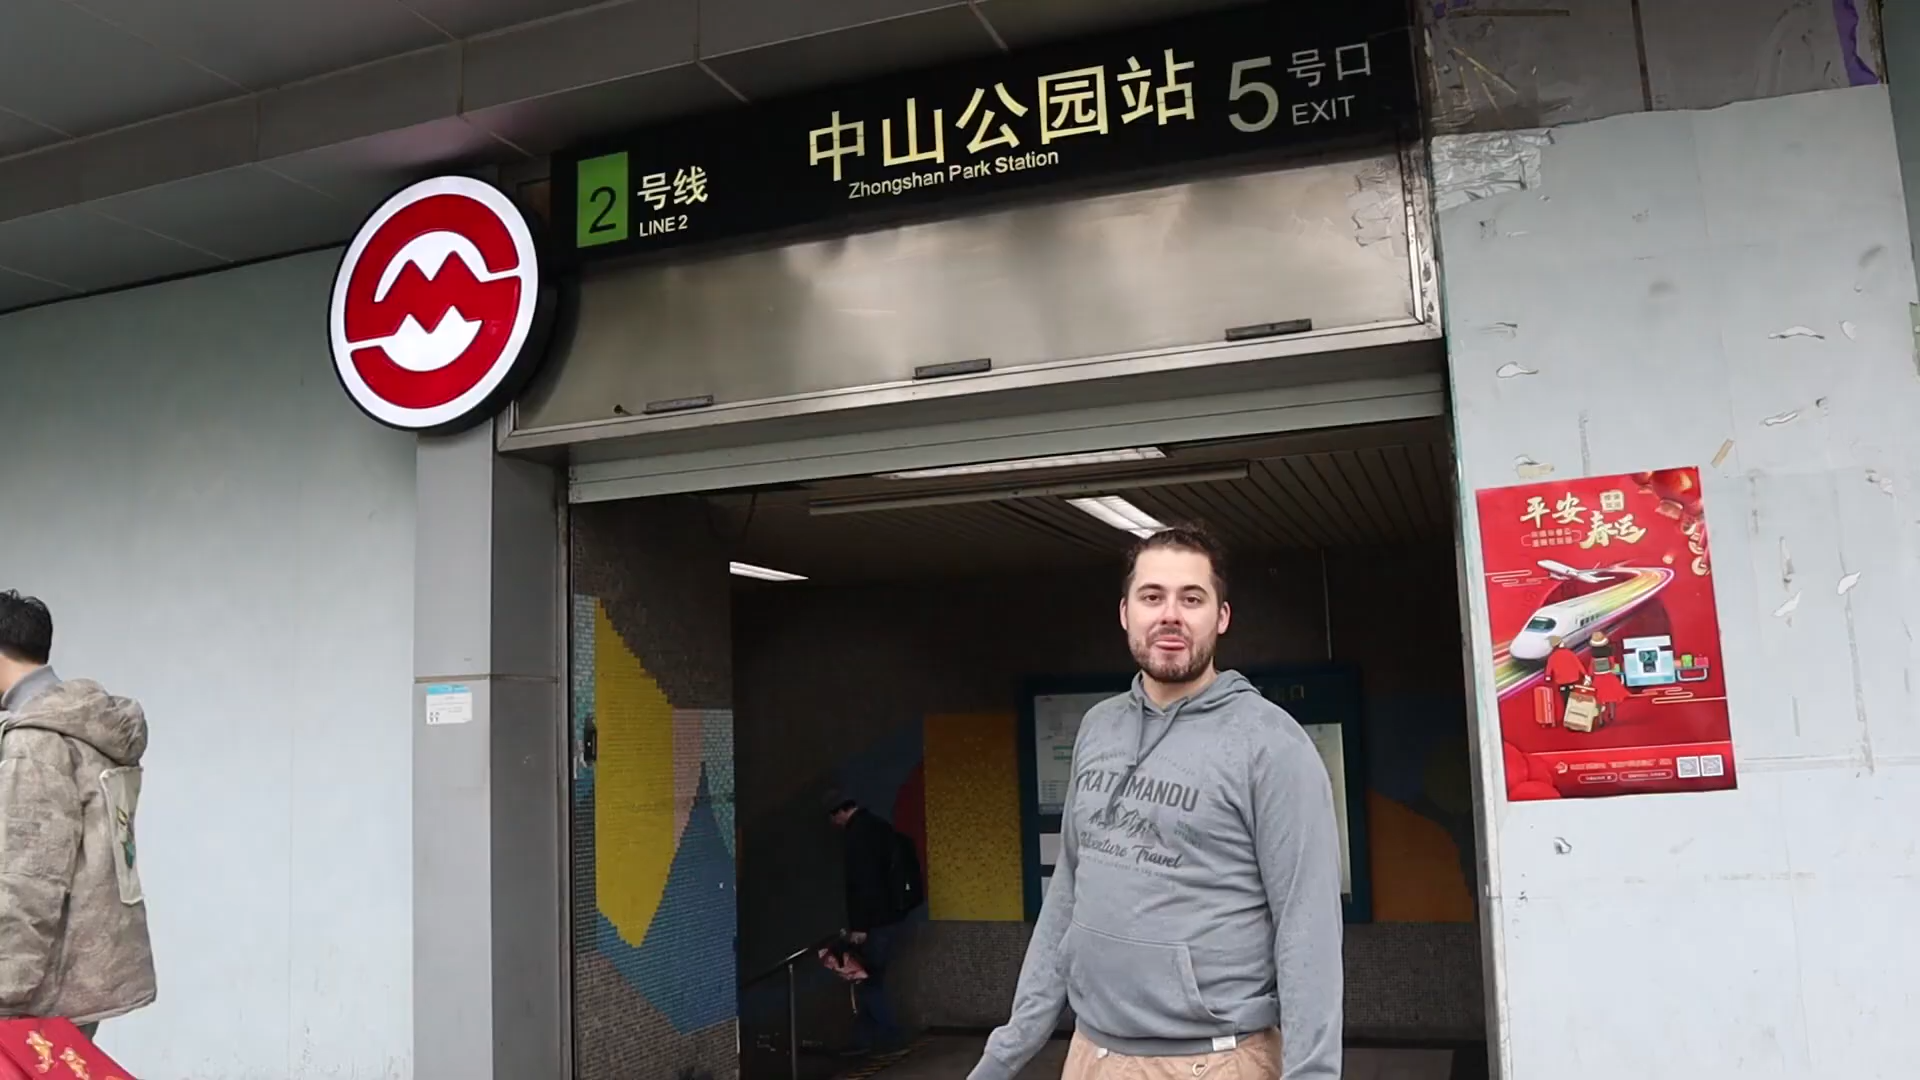 2
号线
LINE 2
中山公园站
Zhongshan Park Station
5
号口
EXIT
平安
春运
KATHMANDU
Adventure Travel